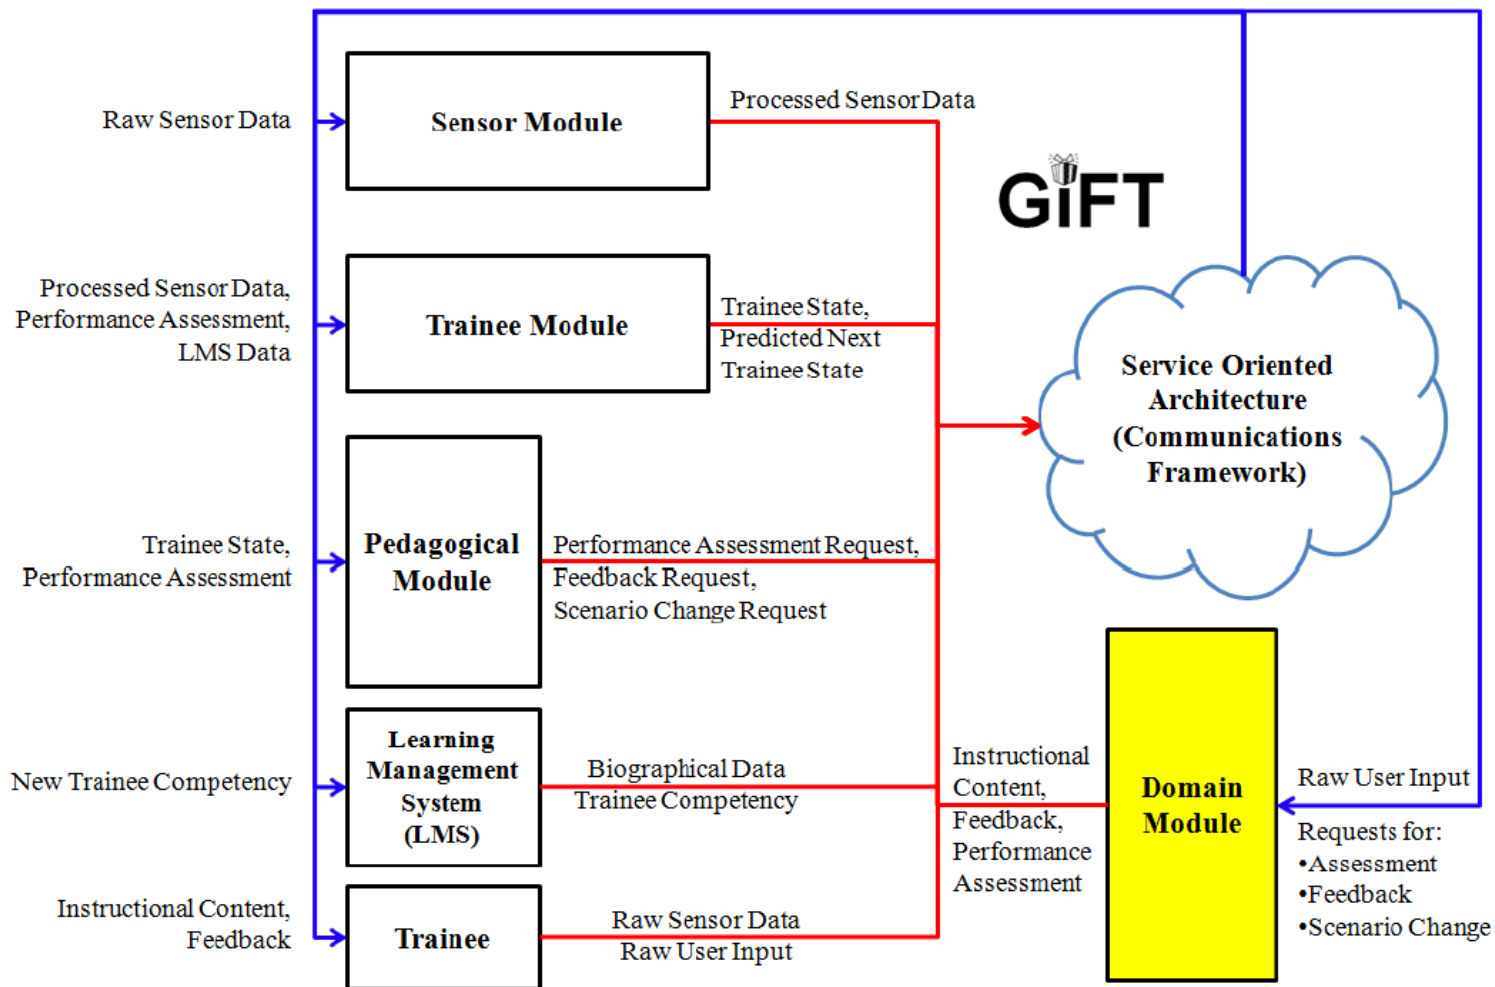 Raw Sensor Data
Sensor Module
Processed Sensor Data
GiFT
Processed Sensor Data,
Performance Assessment,
LMS Data
Trainee Module
Trainee State,
Predicted Next
Trainee State
Service Oriented
Architecture
(Communications
Framework)
Trainee State,
Performance Assessment
Pedagogical
Module
Performance Assessment Request,
Feedback Request,
Scenario Change Request
New Trainee Competency
Learning
Management
System
(LMS)
Biographical Data
Trainee Competency
Instructional
Content,
Feedback,
Performance
Assessment
Domain
Module
Raw User Input
Requests for:
•Assessment
•Feedback
•Scenario Change
Instructional Content,
Feedback
Trainee
Raw Sensor Data
Raw User Input